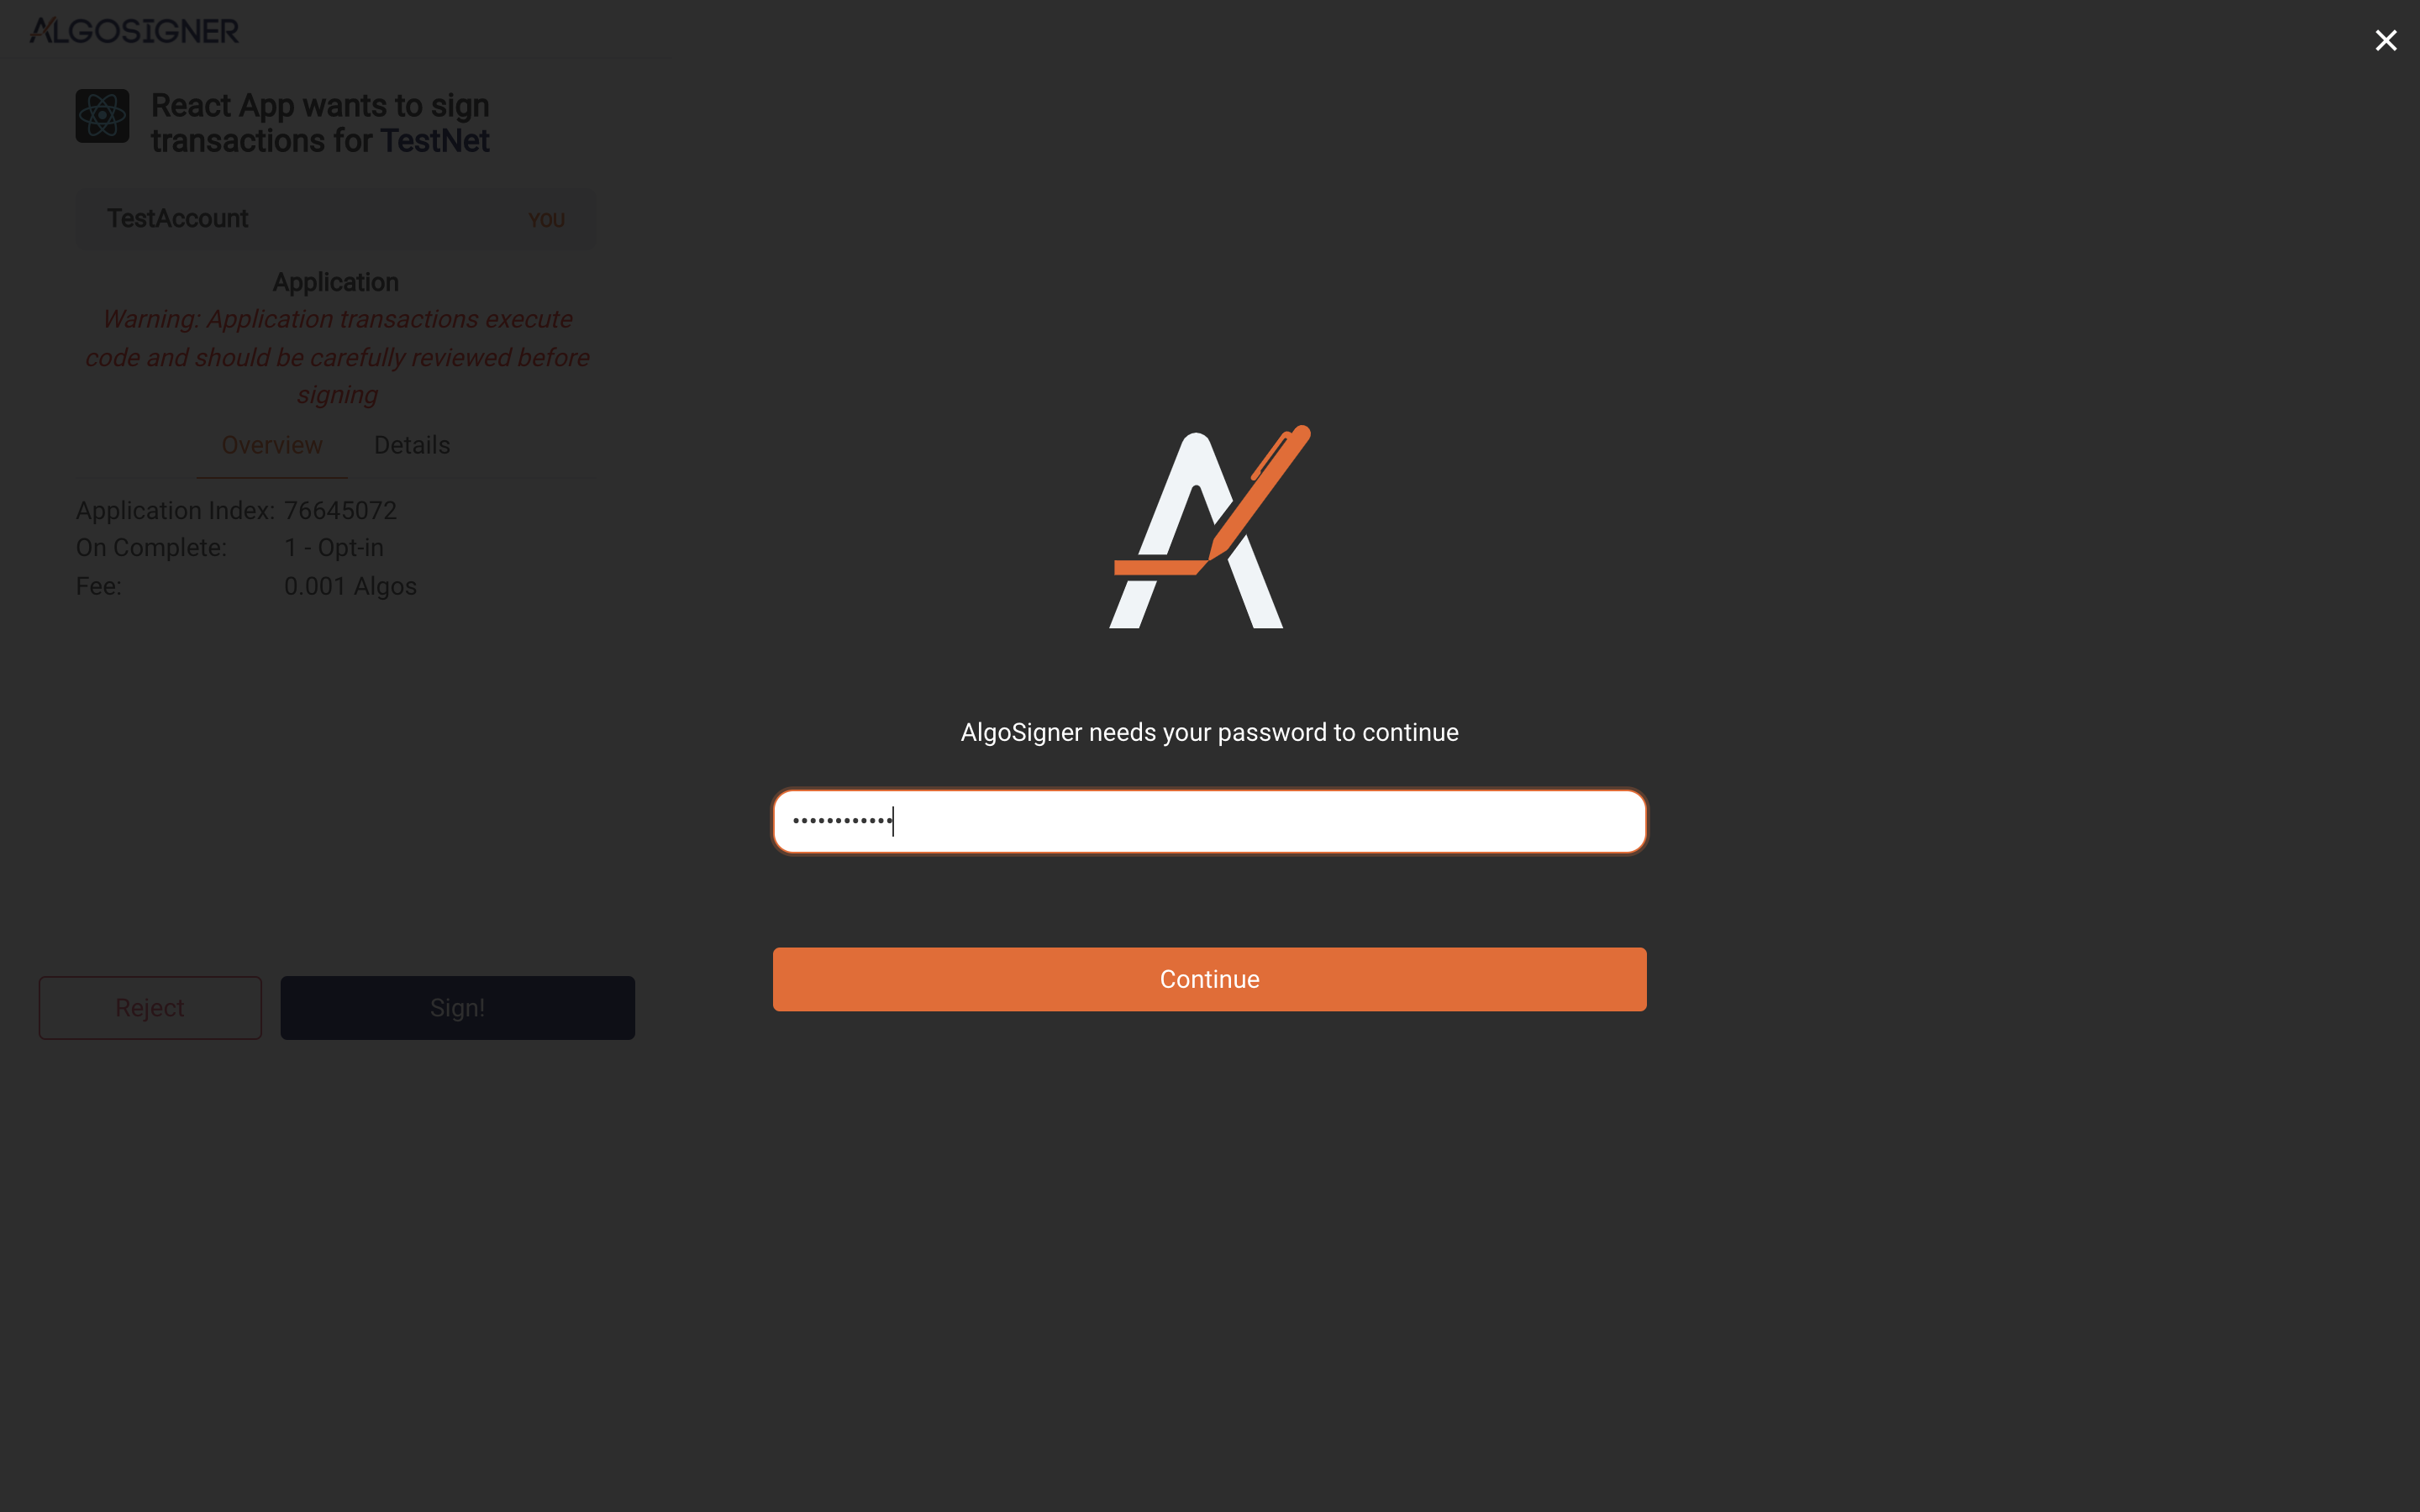 ALGOSIGNER
React App wants to sign
transactions for TestNet
TestAccount YOU
Application
Warning: Application transactions execute
code and should be carefully reviewed before
signing
Overview Details
Application Index: 76645072
On Complete: 1 - Opt-in
Fee: 0.001 Algos
Reject Sign!
AlgoSigner needs your password to continue
••••••••••••
Continue